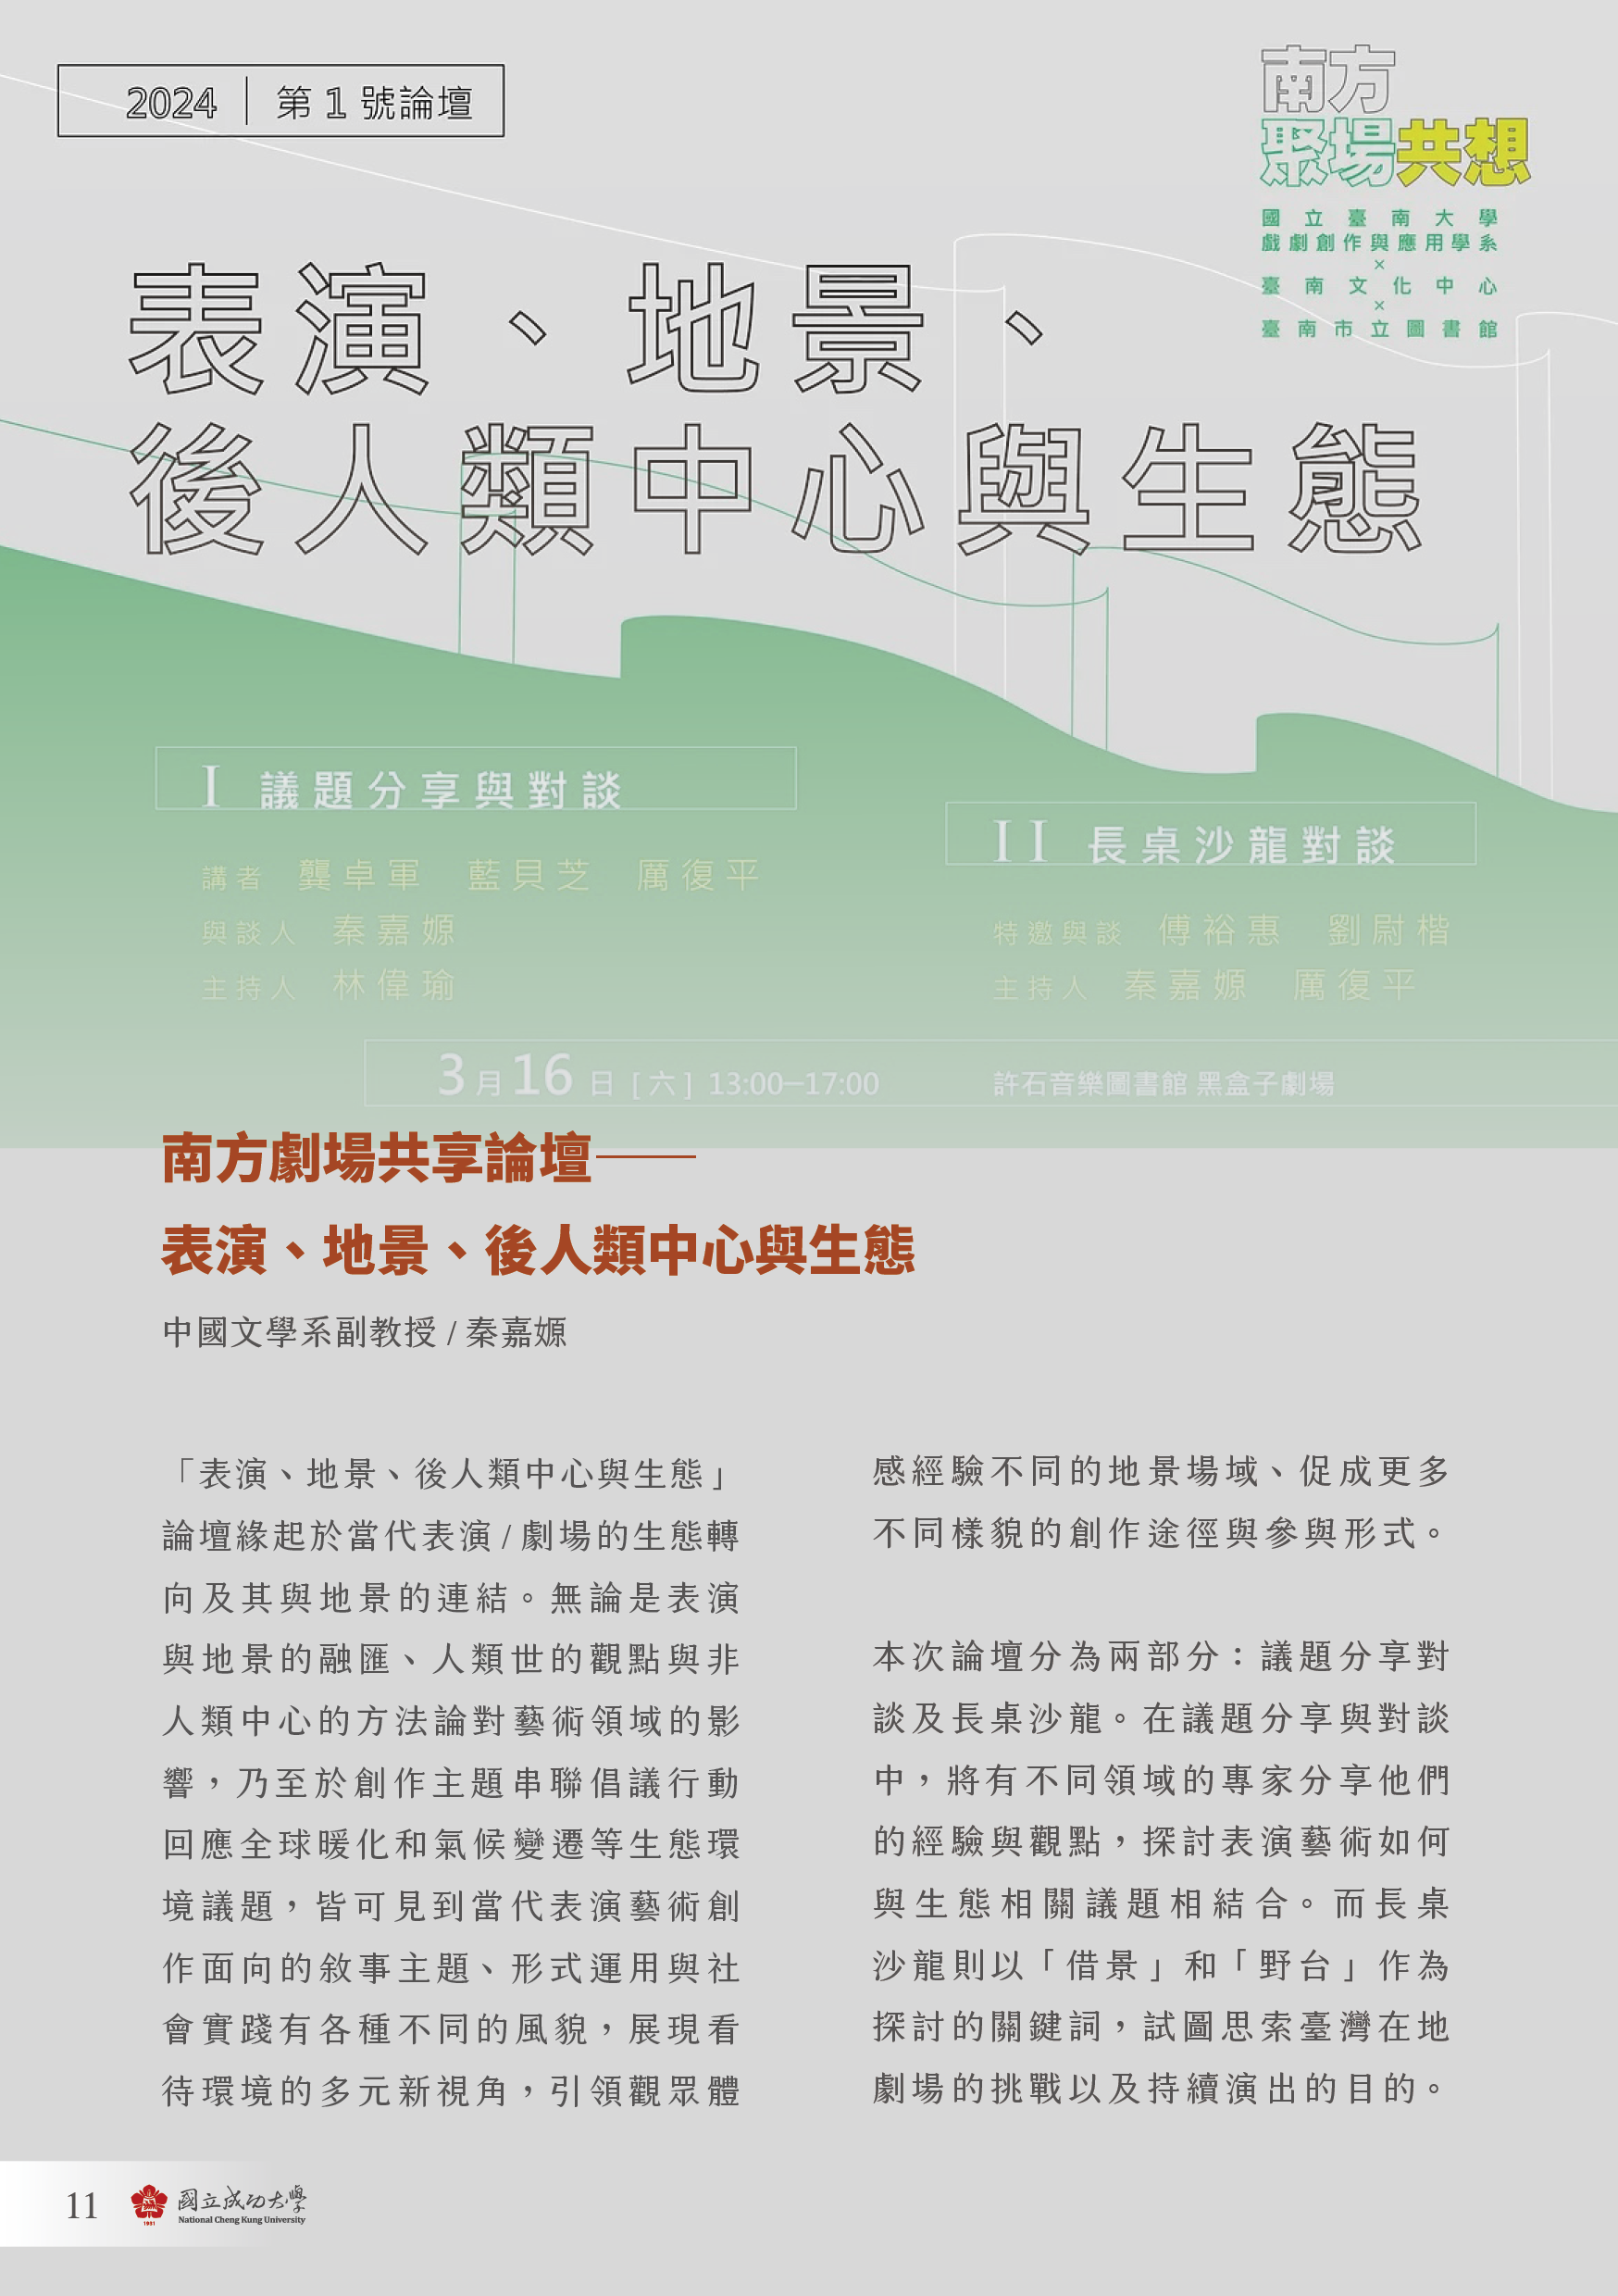 2024 │ 第 1 號論壇
南方
聚場共想
國立臺南大學
戲劇創作與應用學系
×
臺南文化中心
×
臺南市立圖書館
表演、地景、
後人類中心與生態
I 議題分享與對談
講者 龔卓軍 藍貝芝 厲復平
與談人 秦嘉嫄
主持人 林偉瑜
II 長桌沙龍對談
特邀與談 傅裕惠 劉尉楷
主持人 秦嘉嫄 厲復平
3月16日 [六] 13:00–17:00 許石音樂圖書館 黑盒子劇場
南方劇場共享論壇——
表演、地景、後人類中心與生態
中國文學系副教授 / 秦嘉嫄
「表演、地景、後人類中心與生態」
論壇緣起於當代表演 / 劇場的生態轉
向及其與地景的連結。無論是表演
與地景的融匯、人類世的觀點與非
人類中心的方法論對藝術領域的影
響，乃至於創作主題串聯倡議行動
回應全球暖化和氣候變遷等生態環
境議題，皆可見到當代表演藝術創
作面向的敘事主題、形式運用與社
會實踐有各種不同的風貌，展現看
待環境的多元新視角，引領觀眾體
感經驗不同的地景場域、促成更多
不同樣貌的創作途徑與參與形式。
本次論壇分為兩部分：議題分享對
談及長桌沙龍。在議題分享與對談
中，將有不同領域的專家分享他們
的經驗與觀點，探討表演藝術如何
與生態相關議題相結合。而長桌
沙龍則以「借景」和「野台」作為
探討的關鍵詞，試圖思索臺灣在地
劇場的挑戰以及持續演出的目的。
11
國立成功大學
National Cheng Kung University
1931